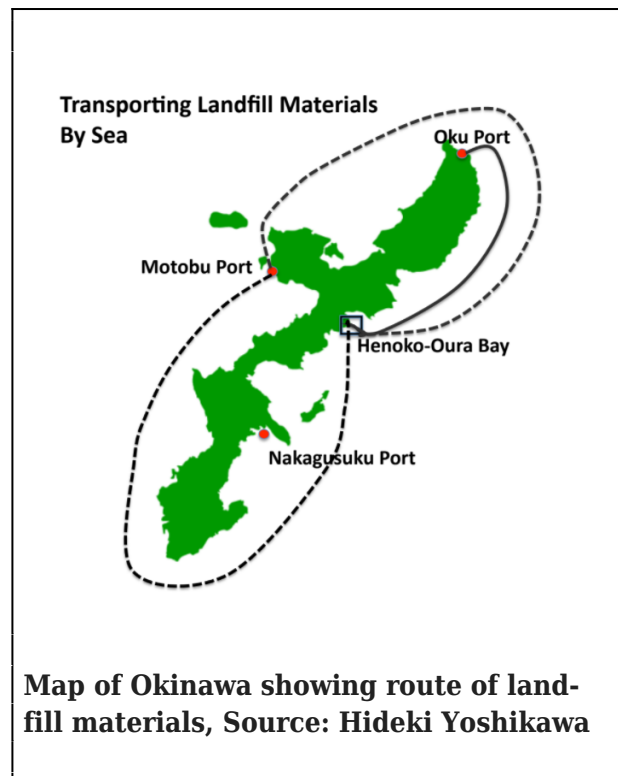 Transporting Landfill Materials
By Sea
Oku Port
Motobu Port
Henoko-Oura Bay
Nakagusuku Port
Map of Okinawa showing route of land-
fill materials, Source: Hideki Yoshikawa